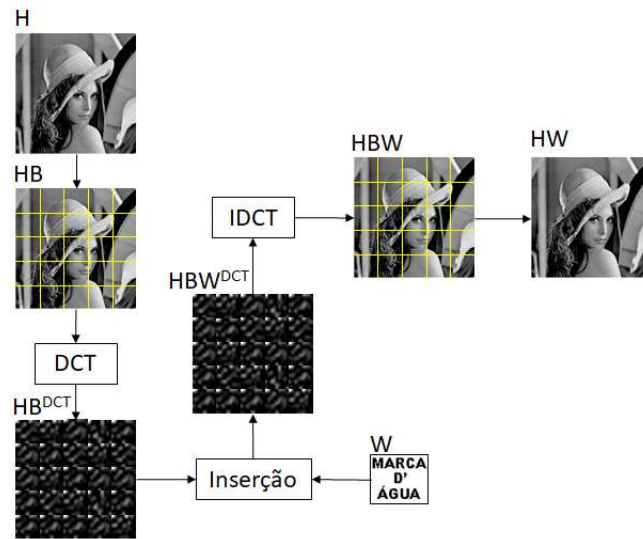 H
HB
DCT
HB^DCT
Inserção
W
MARCA
D'
ÁGUA
HBW^DCT
IDCT
HBW
HW